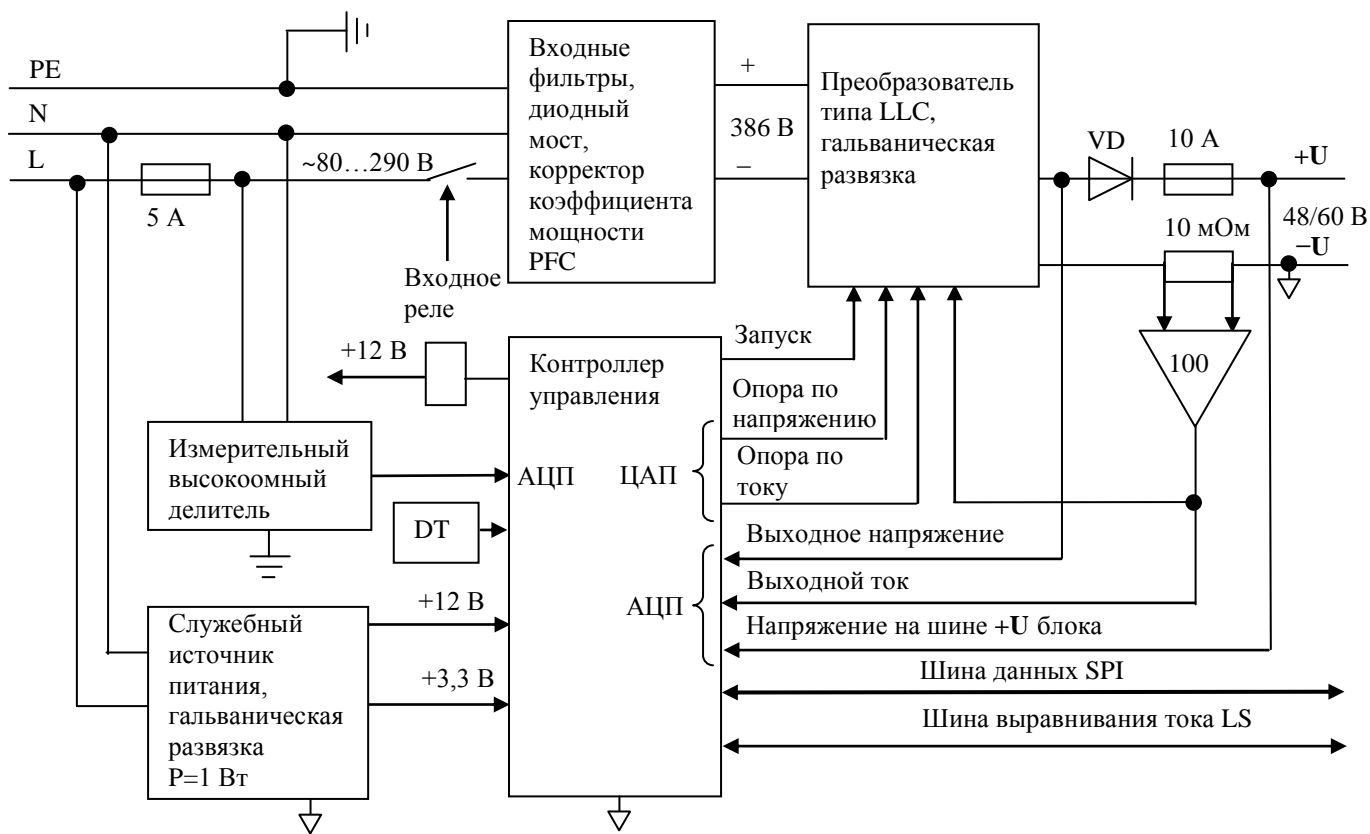 PE
N
L
5 А
~80…290 В
Входное
реле
Входные
фильтры,
диодный
мост,
корректор
коэффициента
мощности
PFC
+
386 В
−
Преобразователь
типа LLC,
гальваническая
развязка
VD
10 А
+U
48/60 В
10 мОм
−U
100
+12 В
Контроллер
управления
Запуск
Опора по
напряжению
Опора по
току
ЦАП
АЦП
Измерительный
высокоомный
делитель
DT
Выходное напряжение
Выходной ток
АЦП
Напряжение на шине +U блока
Шина данных SPI
Шина выравнивания тока LS
Служебный
источник
питания,
гальваническая
развязка
P=1 Вт
+12 В
+3,3 В